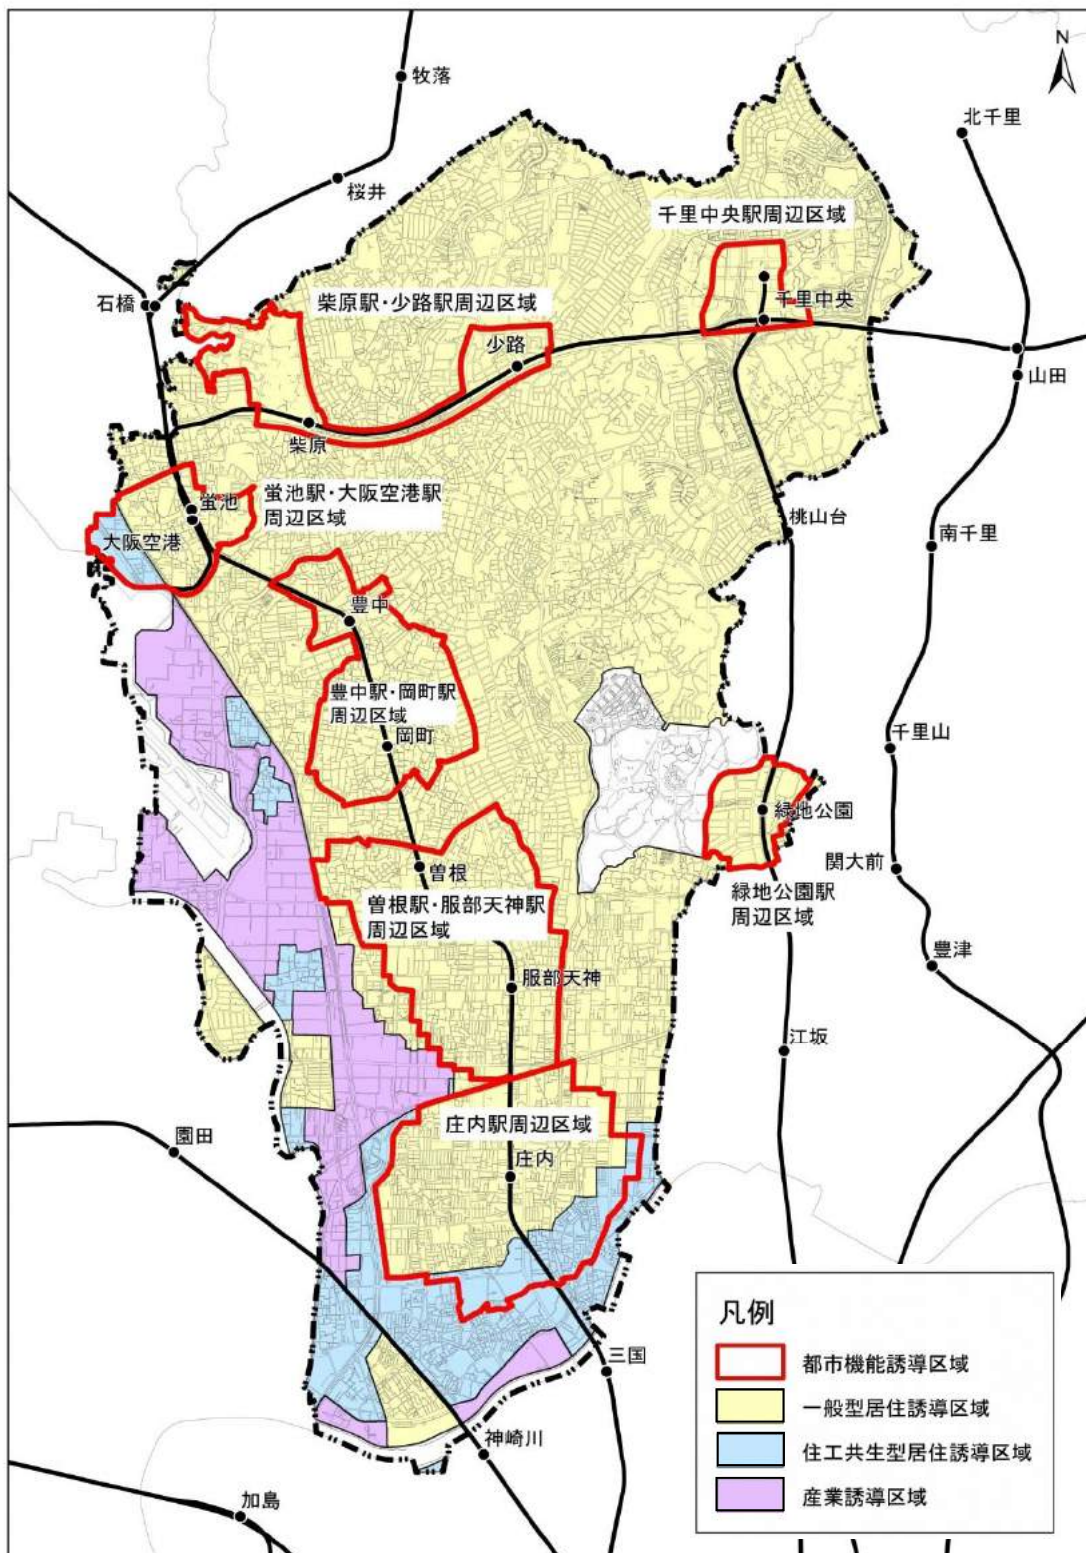 N
牧落
北千里
桜井
千里中央駅周辺区域
石橋
柴原駅・少路駅周辺区域
千里中央
少路
山田
柴原
蛍池駅・大阪空港駅
周辺区域
蛍池
大阪空港
桃山台
南千里
豊中
豊中駅・岡町駅
周辺区域
岡町
千里山
緑地公園
曽根
関大前
緑地公園駅
周辺区域
曽根駅・服部天神駅
周辺区域
豊津
服部天神
江坂
庄内駅周辺区域
園田
庄内
凡例
都市機能誘導区域
一般型居住誘導区域
住工共生型居住誘導区域
産業誘導区域
三国
神崎川
加島